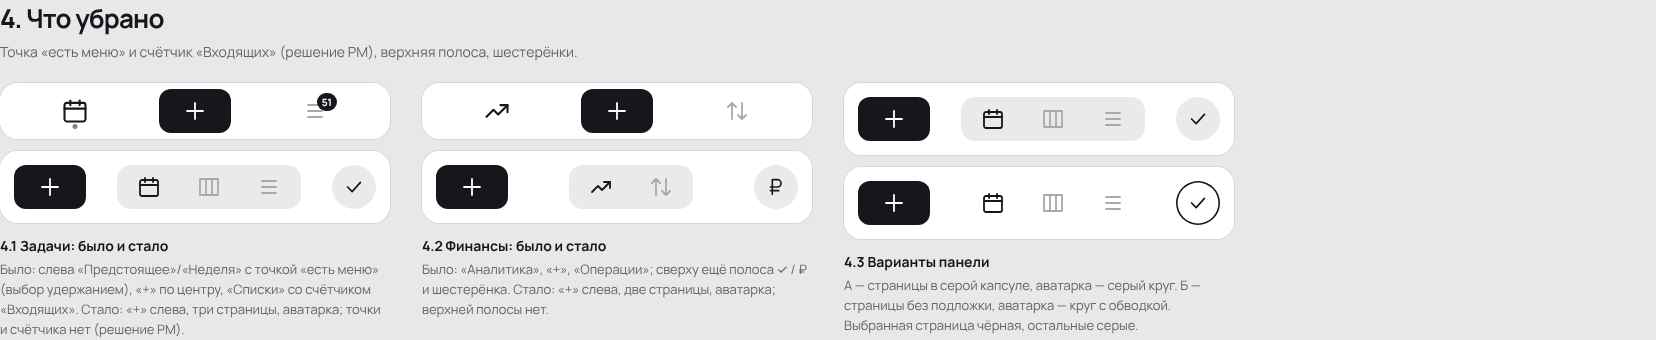 4. Что убрано
Точка «есть меню» и счётчик «Входящих» (решение PM), верхняя полоса, шестерёнки.
51
₽
4.1 Задачи: было и стало
Было: слева «Предстоящее»/«Неделя» с точкой «есть меню»
(выбор удержанием), «+» по центру, «Списки» со счётчиком
«Входящих». Стало: «+» слева, три страницы, аватарка; точки
и счётчика нет (решение PM).
4.2 Финансы: было и стало
Было: «Аналитика», «+», «Операции»; сверху ещё полоса ✓ / ₽
и шестерёнка. Стало: «+» слева, две страницы, аватарка;
верхней полосы нет.
4.3 Варианты панели
А — страницы в серой капсуле, аватарка — серый круг. Б —
страницы без подложки, аватарка — круг с обводкой.
Выбранная страница чёрная, остальные серые.